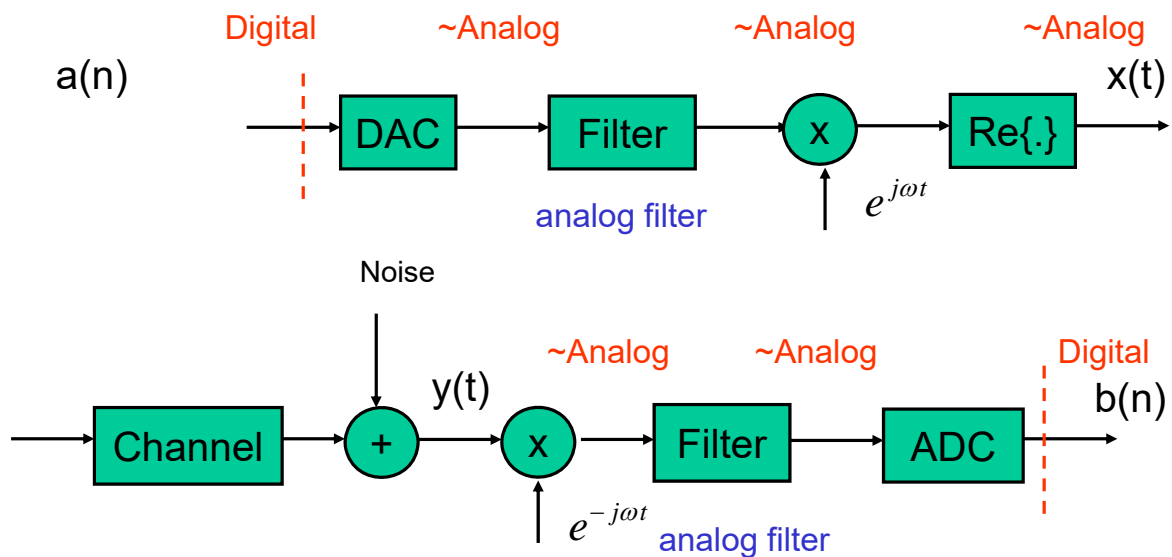 Digital
~Analog
~Analog
~Analog
a(n)
x(t)
DAC
Filter
x
Re{.}
analog filter
e^{jωt}
Noise
~Analog
~Analog
Digital
y(t)
b(n)
Channel
+
x
Filter
ADC
e^{-jωt}
analog filter